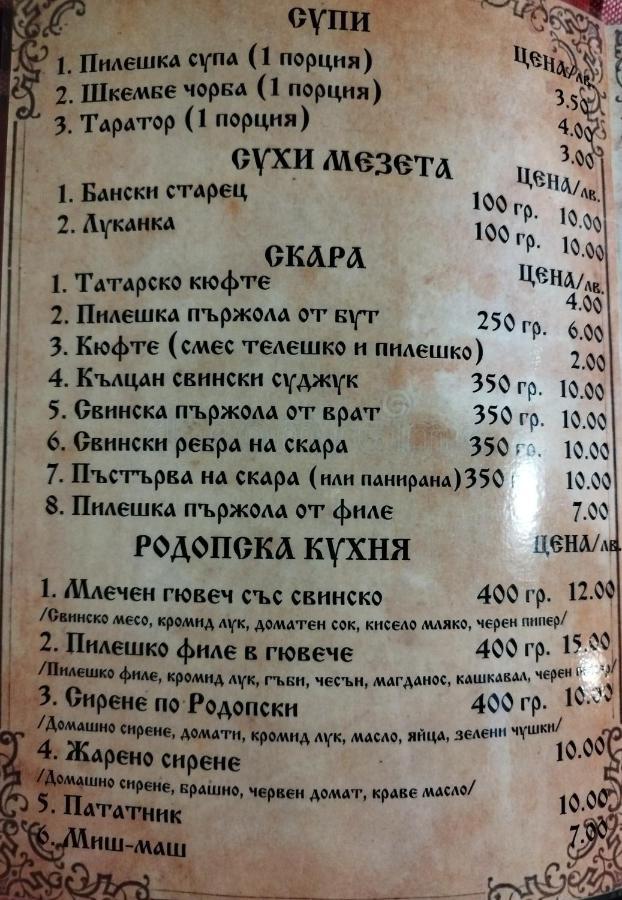 СУПИ
ЦЕНА/лв.
1. Пилешка супа (1 порция) 3.50
2. Шкембе чорба (1 порция) 4.00
3. Таратор (1 порция) 3.00
СУХИ МЕЗЕТА
ЦЕНА/лв.
1. Бански старец 100 гр. 10.00
2. Луканка 100 гр. 10.00
СКАРА
ЦЕНА/лв.
1. Татарско кюфте 4.00
2. Пилешка пържола от бут 250 гр. 6.00
3. Кюфте (смес телешко и пилешко) 2.00
4. Кълцан свински суджук 350 гр. 10.00
5. Свинска пържола от врат 350 гр. 10.00
6. Свински ребра на скара 350 гр. 10.00
7. Пъстърва на скара (или панирана) 350 10.00
8. Пилешка пържола от филе 7.00
РОДОПСКА КУХНЯ ЦЕНА/лв.
1. Млечен гювеч със свинско 400 гр. 12.00
/Свинско месо, кромид лук, доматен сок, кисело мляко, черен пипер/
2. Пилешко филе в гювече 400 гр. 15.00
/Пилешко филе, кромид лук, гъби, чесън, магданос, кашкавал, черен
3. Сирене по Родопски 400 гр. 10.00
/Домашно сирене, домати, кромид лук, масло, яйца, зелени чушки/
4. Жарено сирене 10.00
/Домашно сирене, брашно, червен домат, краве масло/
5. Пататник 10.00
6. Миш-маш 7.00